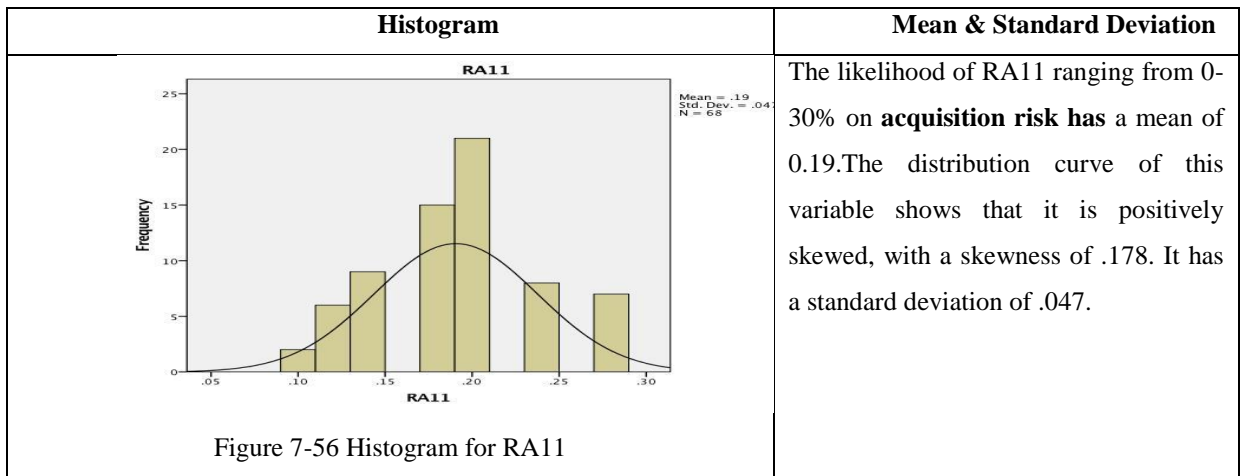 Histogram
Mean & Standard Deviation
RA11
25
20
15
10
5
0
Frequency
.05 .10 .15 .20 .25 .30
RA11
Mean = .19
Std. Dev. = .047
N = 68
Figure 7-56 Histogram for RA11
The likelihood of RA11 ranging from 0-
30% on acquisition risk has a mean of
0.19.The distribution curve of this
variable shows that it is positively
skewed, with a skewness of .178. It has
a standard deviation of .047.